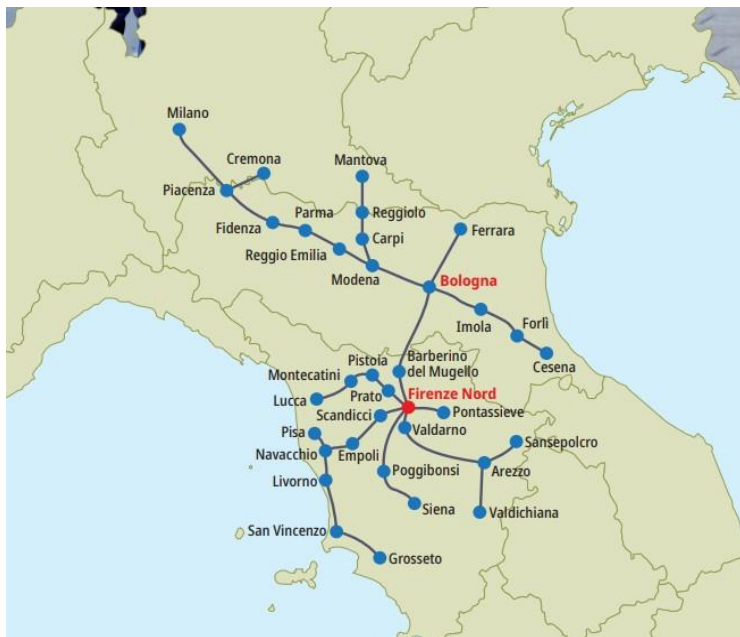 Milano
Cremona
Mantova
Piacenza
Parma
Reggiolo
Fidenza
Ferrara
Carpi
Reggio Emilia
Modena
Bologna
Imola
Forlì
Barberino
del Mugello
Cesena
Pistoia
Montecatini
Prato
Firenze Nord
Lucca
Scandicci
Pontassieve
Pisa
Valdarno
Sansepolcro
Navacchio
Empoli
Poggibonsi
Arezzo
Livorno
Siena
Valdichiana
San Vincenzo
Grosseto